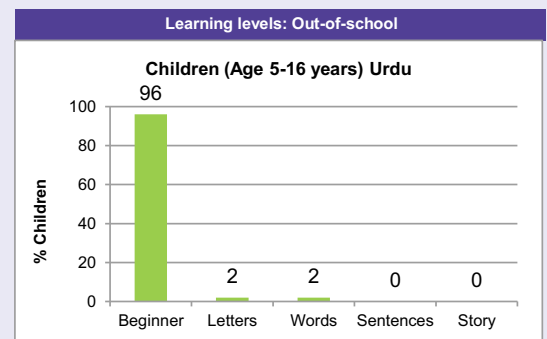 Learning levels: Out-of-school
Children (Age 5-16 years) Urdu
% Children
100
80
60
40
20
0
96
2
2
0
0
Beginner Letters Words Sentences Story